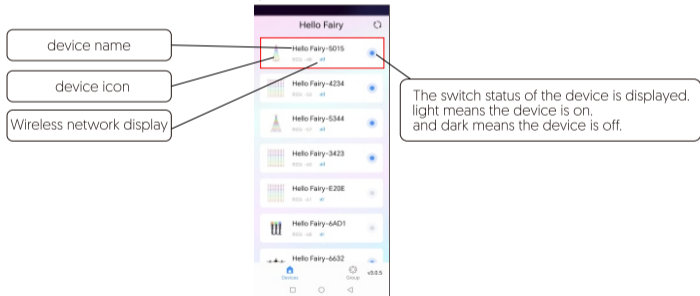 Hello Fairy
device name
Hello Fairy-5015
device icon
Wireless network display
The switch status of the device is displayed.
light means the device is on.
and dark means the device is off.
Hello Fairy-4234
Hello Fairy-5344
Hello Fairy-3423
Hello Fairy-E20E
Hello Fairy-6AD1
Hello Fairy-6632
Devices
Group
v3.0.5